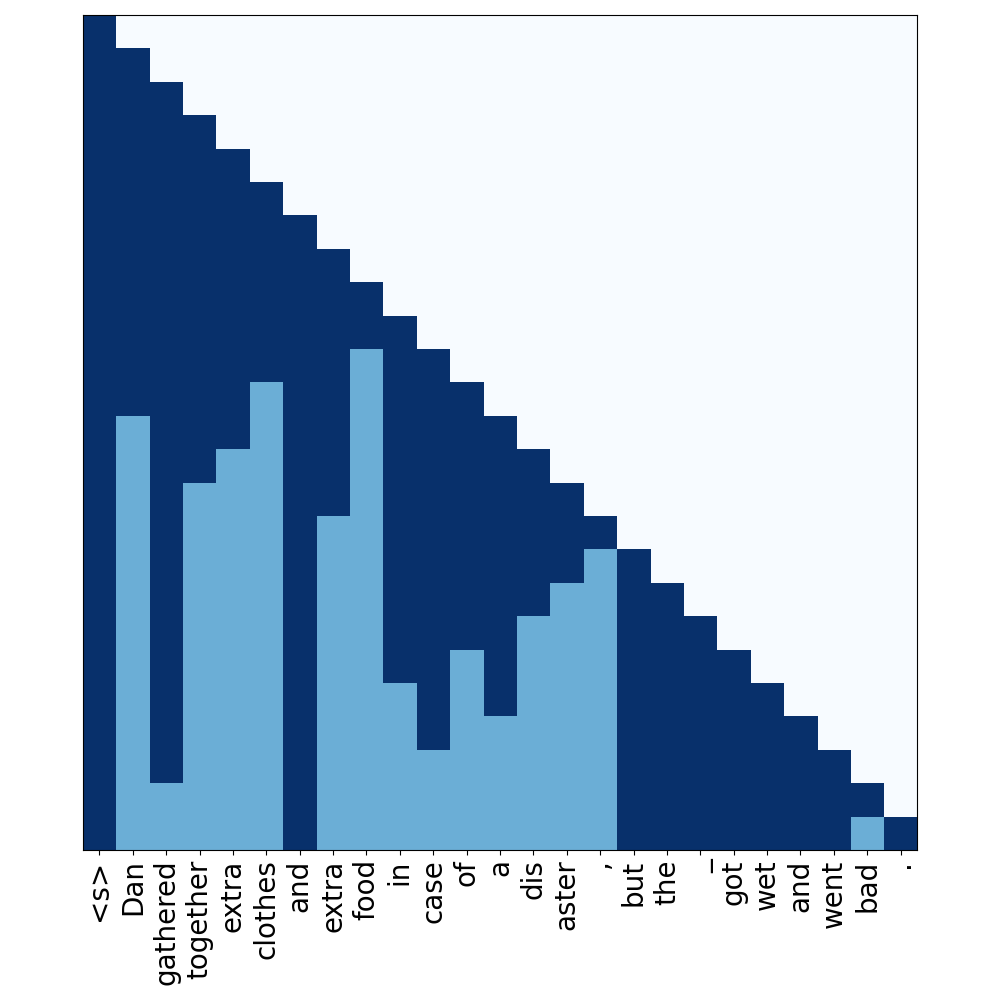 <s> Dan gathered together extra clothes and extra food in case of a dis aster , but the _ got wet and went bad .